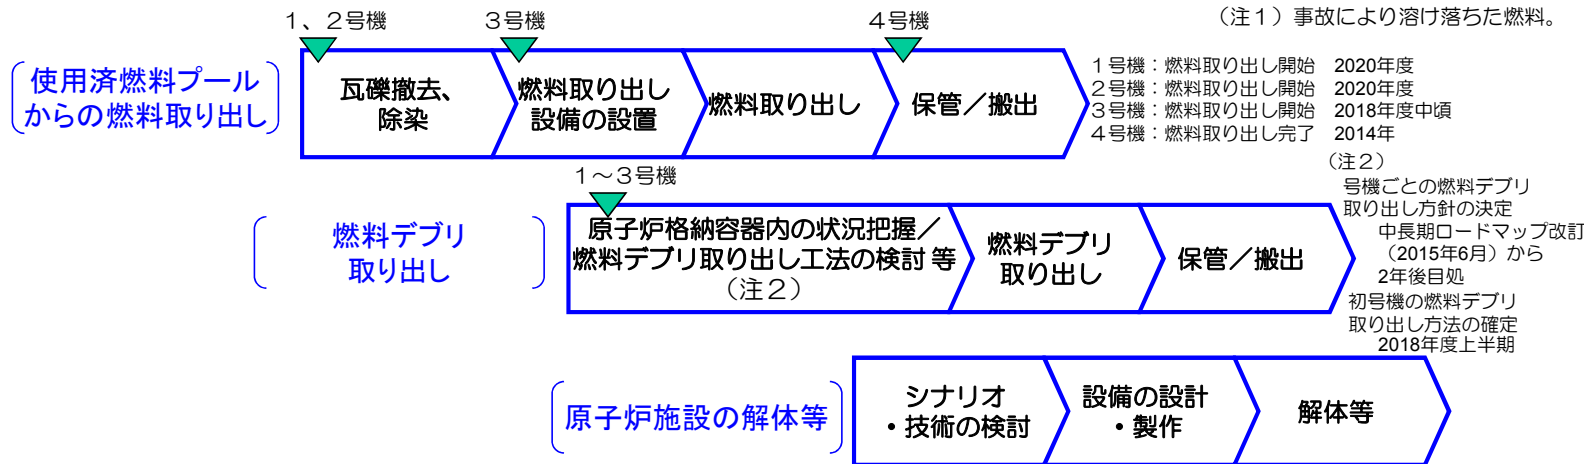 （注１）事故により溶け落ちた燃料。
１、２号機
３号機
４号機
使用済燃料プール
からの燃料取り出し
瓦礫撤去、
除染
燃料取り出し
設備の設置
燃料取り出し
保管／搬出
１号機：燃料取り出し開始　2020年度
２号機：燃料取り出し開始　2020年度
３号機：燃料取り出し開始　2018年度中頃
４号機：燃料取り出し完了　2014年
１～３号機
燃料デブリ
取り出し
原子炉格納容器内の状況把握／
燃料デブリ取り出し工法の検討 等
（注２）
燃料デブリ
取り出し
保管／搬出
（注２）
号機ごとの燃料デブリ
取り出し方針の決定
中長期ロードマップ改訂
（2015年6月）から
2年後目処
初号機の燃料デブリ
取り出し方法の確定
2018年度上半期
原子炉施設の解体等
シナリオ
・技術の検討
設備の設計
・製作
解体等